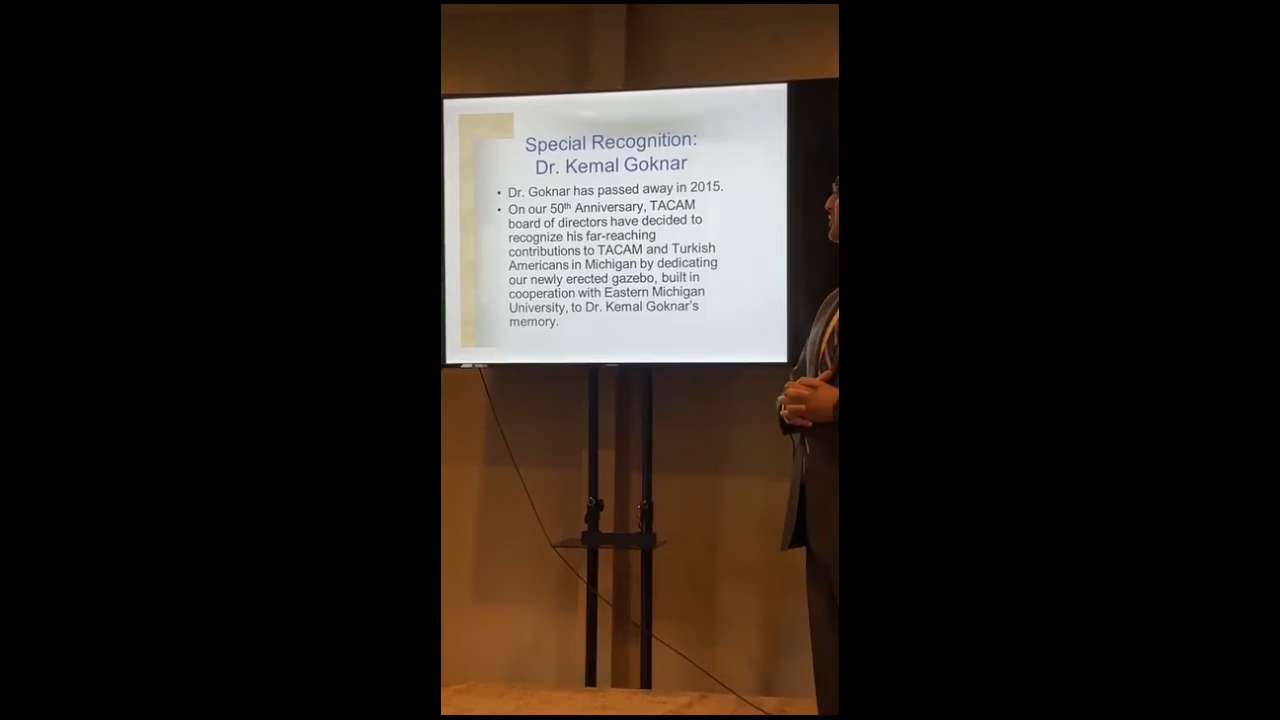 Special Recognition:
Dr. Kemal Goknar
• Dr. Goknar has passed away in 2015.
• On our 50th Anniversary, TACAM
board of directors have decided to
recognize his far-reaching
contributions to TACAM and Turkish
Americans in Michigan by dedicating
our newly erected gazebo, built in
cooperation with Eastern Michigan
University, to Dr. Kemal Goknar's
memory.